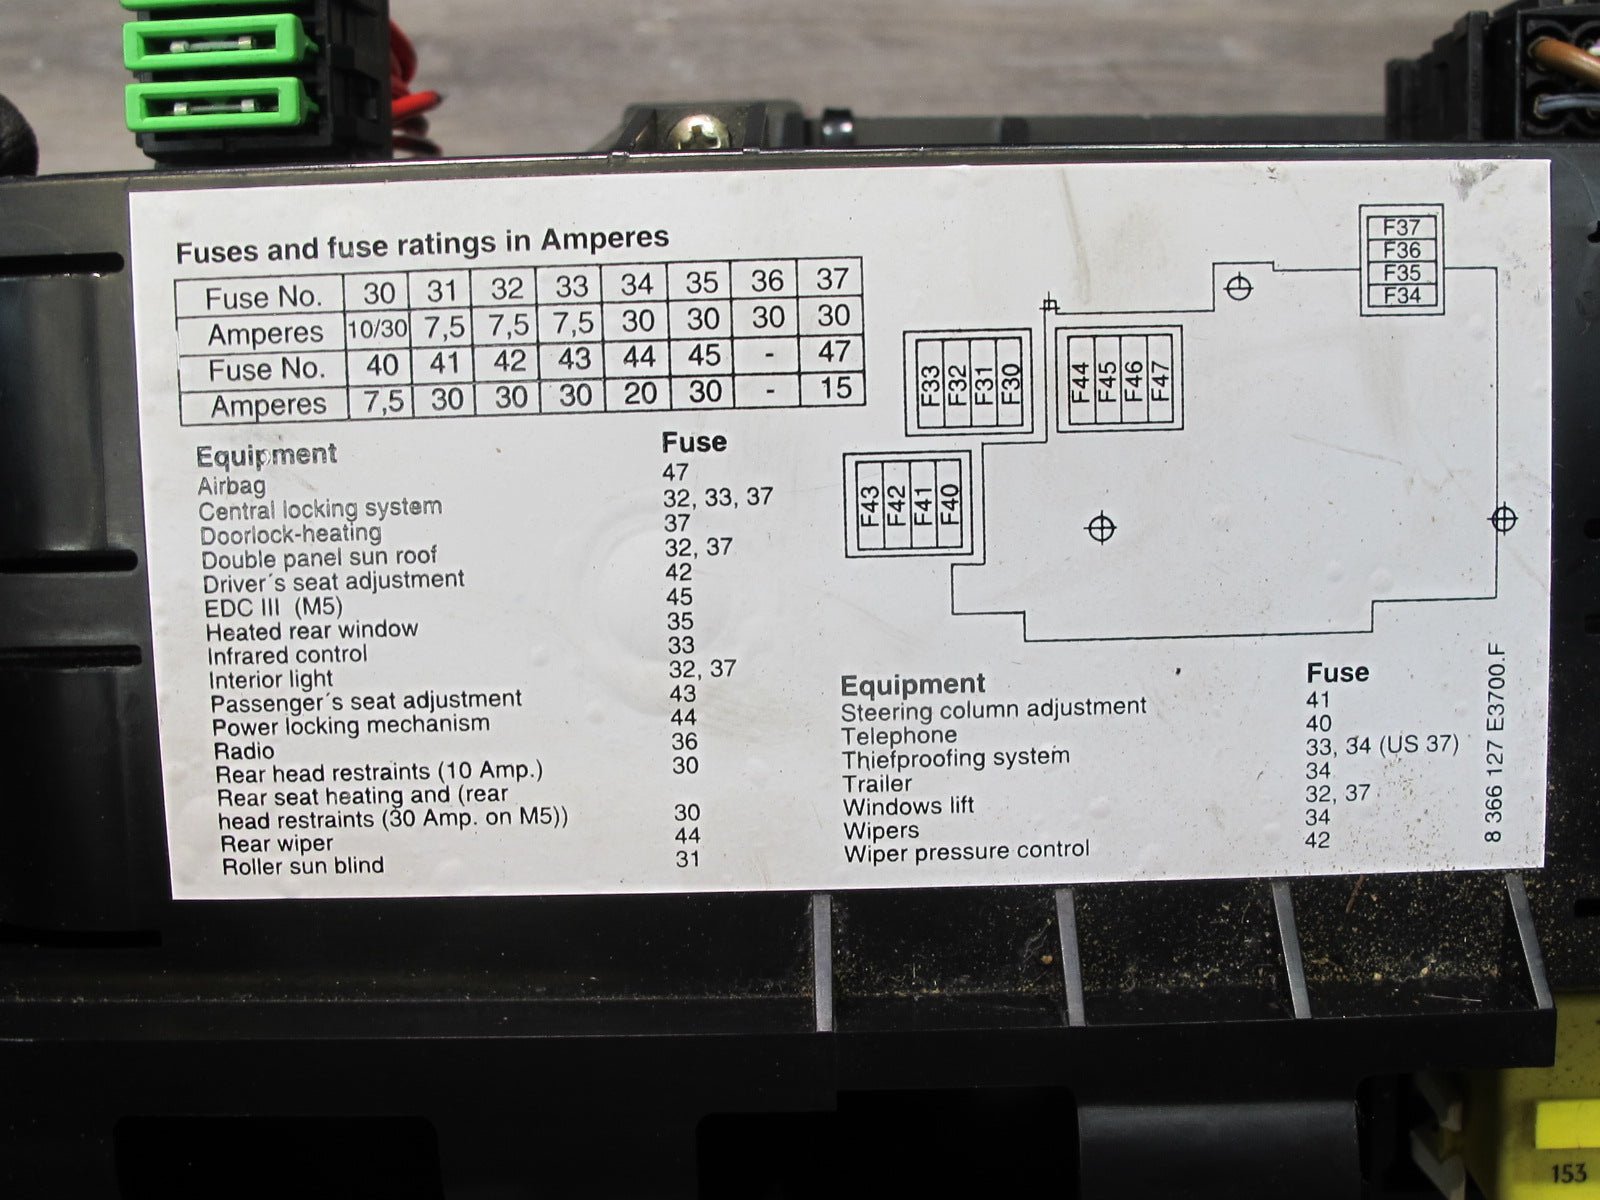 Fuses and fuse ratings in Amperes
Fuse No. 30 31 32 33 34 35 36 37
Amperes 10/30 7,5 7,5 7,5 30 30 30 30
Fuse No. 40 41 42 43 44 45 - 47
Amperes 7,5 30 30 30 20 30 - 15
Equipment Fuse
Airbag 47
Central locking system 32, 33, 37
Doorlock-heating 37
Double panel sun roof 32, 37
Driver´s seat adjustment 42
EDC III (M5) 45
Heated rear window 35
Infrared control 33
Interior light 32, 37
Passenger´s seat adjustment 43
Power locking mechanism 44
Radio 36
Rear head restraints (10 Amp.) 30
Rear seat heating and (rear
head restraints (30 Amp. on M5)) 30
Rear wiper 44
Roller sun blind 31
F37
F36
F35
F34
F33 F32 F31 F30
F44 F45 F46 F47
F43 F42 F41 F40
Equipment Fuse
Steering column adjustment 41
Telephone 40
Thiefproofing system 33, 34 (US 37)
Trailer 34
Windows lift 32, 37
Wipers 34
Wiper pressure control 42
8 366 127 E3700.F
153